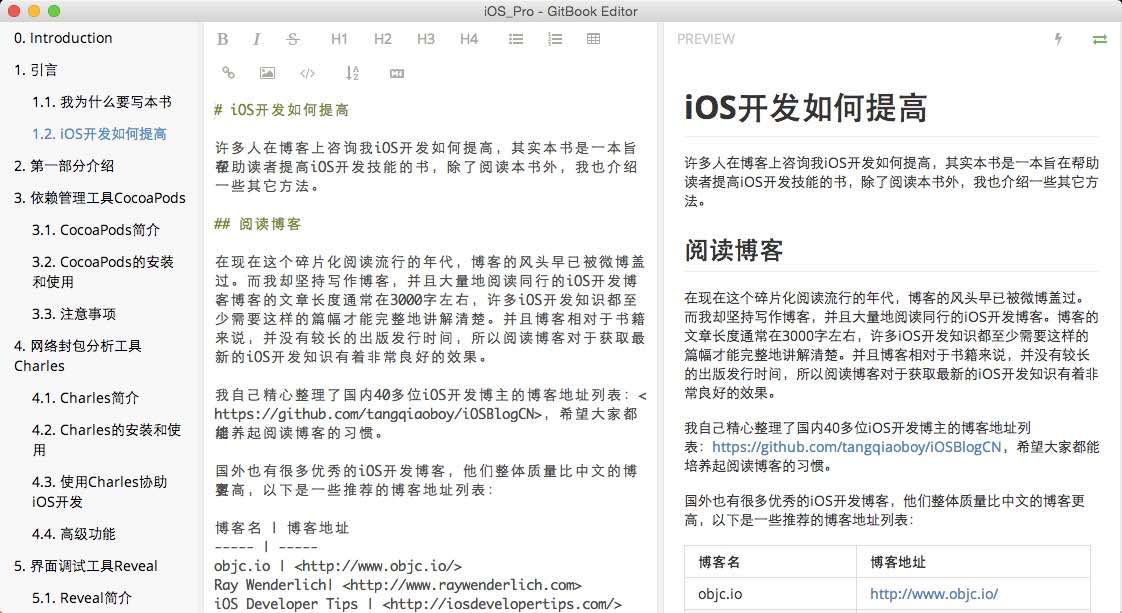 iOS_Pro - GitBook Editor
0. Introduction
1. 引言
1.1. 我为什么要写本书
1.2. iOS开发如何提高
2. 第一部分介绍
3. 依赖管理工具CocoaPods
3.1. CocoaPods简介
3.2. CocoaPods的安装
和使用
3.3. 注意事项
4. 网络封包分析工具
Charles
4.1. Charles简介
4.2. Charles的安装和使
用
4.3. 使用Charles协助
iOS开发
4.4. 高级功能
5. 界面调试工具Reveal
5.1. Reveal简介
B I S H1 H2 H3 H4
</> A Z M
# iOS开发如何提高
许多人在博客上咨询我iOS开发如何提高，其实本书是一本旨
在帮助读者提高iOS开发技能的书，除了阅读本书外，我也介绍
一些其它方法。
## 阅读博客
在现在这个碎片化阅读流行的年代，博客的风头早已被微博盖
过。而我却坚持写作博客，并且大量地阅读同行的iOS开发博
客博客的文章长度通常在3000字左右，许多iOS开发知识都至
少需要这样的篇幅才能完整地讲解清楚。并且博客相对于书籍
来说，并没有较长的出版发行时间，所以阅读博客对于获取最
新的iOS开发知识有着非常良好的效果。
我自己精心整理了国内40多位iOS开发博主的博客地址列表：<
https://github.com/tangqiaoboy/iOSBlogCN>，希望大家都
能培养起阅读博客的习惯。
国外也有很多优秀的iOS开发博客，他们整体质量比中文的博
更高，以下是一些推荐的博客地址列表：
博客名 | 博客地址
----- | -----
objc.io | <http://www.objc.io/>
Ray Wenderlich| <http://www.raywenderlich.com>
iOS Developer Tips | <http://iosdevelopertips.com/>
PREVIEW
iOS开发如何提高
许多人在博客上咨询我iOS开发如何提高，其实本书是一本旨在帮助
读者提高iOS开发技能的书，除了阅读本书外，我也介绍一些其它方
法。
阅读博客
在现在这个碎片化阅读流行的年代，博客的风头早已被微博盖过。
而我却坚持写作博客，并且大量地阅读同行的iOS开发博客。博客的
文章长度通常在3000字左右，许多iOS开发知识都至少需要这样的
篇幅才能完整地讲解清楚。并且博客相对于书籍来说，并没有较长
的出版发行时间，所以阅读博客对于获取最新的iOS开发知识有着非
常良好的效果。
我自己精心整理了国内40多位iOS开发博主的博客地址列
表：https://github.com/tangqiaoboy/iOSBlogCN，希望大家都能
培养起阅读博客的习惯。
国外也有很多优秀的iOS开发博客，他们整体质量比中文的博客更
高，以下是一些推荐的博客地址列表：
博客名 博客地址
objc.io http://www.objc.io/